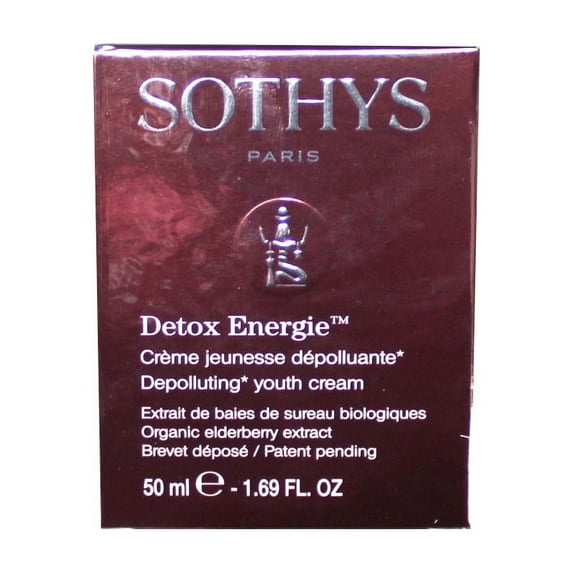 SOTHYS
PARIS
Detox Energie™
Crème jeunesse dépolluante*
Depolluting* youth cream
Extrait de baies de sureau biologiques
Organic elderberry extract
Brevet déposé / Patent pending
50 ml ℮ - 1.69 FL. OZ